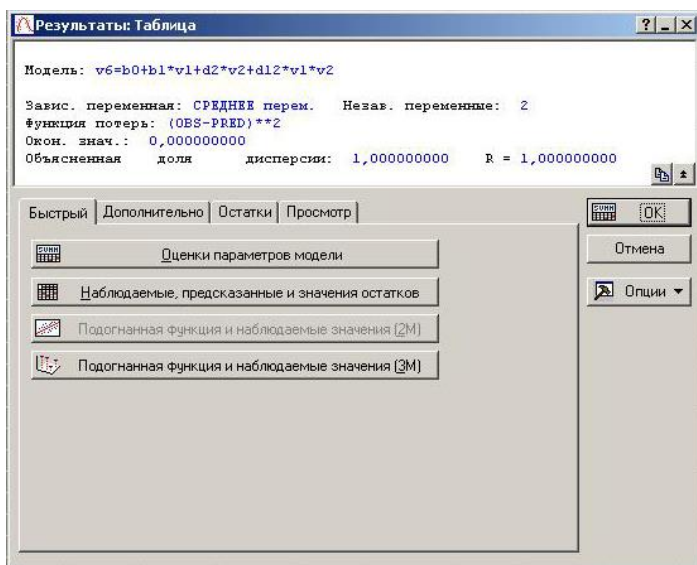 Результаты: Таблица
Модель: v6=b0+b1*v1+d2*v2+d12*v1*v2
Завис. переменная: СРЕДНЕЕ перем. Незав. переменные: 2
Функция потерь: (OBS-PRED)**2
Окон. знач.: 0,000000000
Объясненная доля дисперсии: 1,000000000 R = 1,000000000
Быстрый Дополнительно Остатки Просмотр
SUMM OK
SUMM Оценки параметров модели
Отмена
Наблюдаемые, предсказанные и значения остатков
Опции
Подогнанная функция и наблюдаемые значения (2М)
Подогнанная функция и наблюдаемые значения (3М)